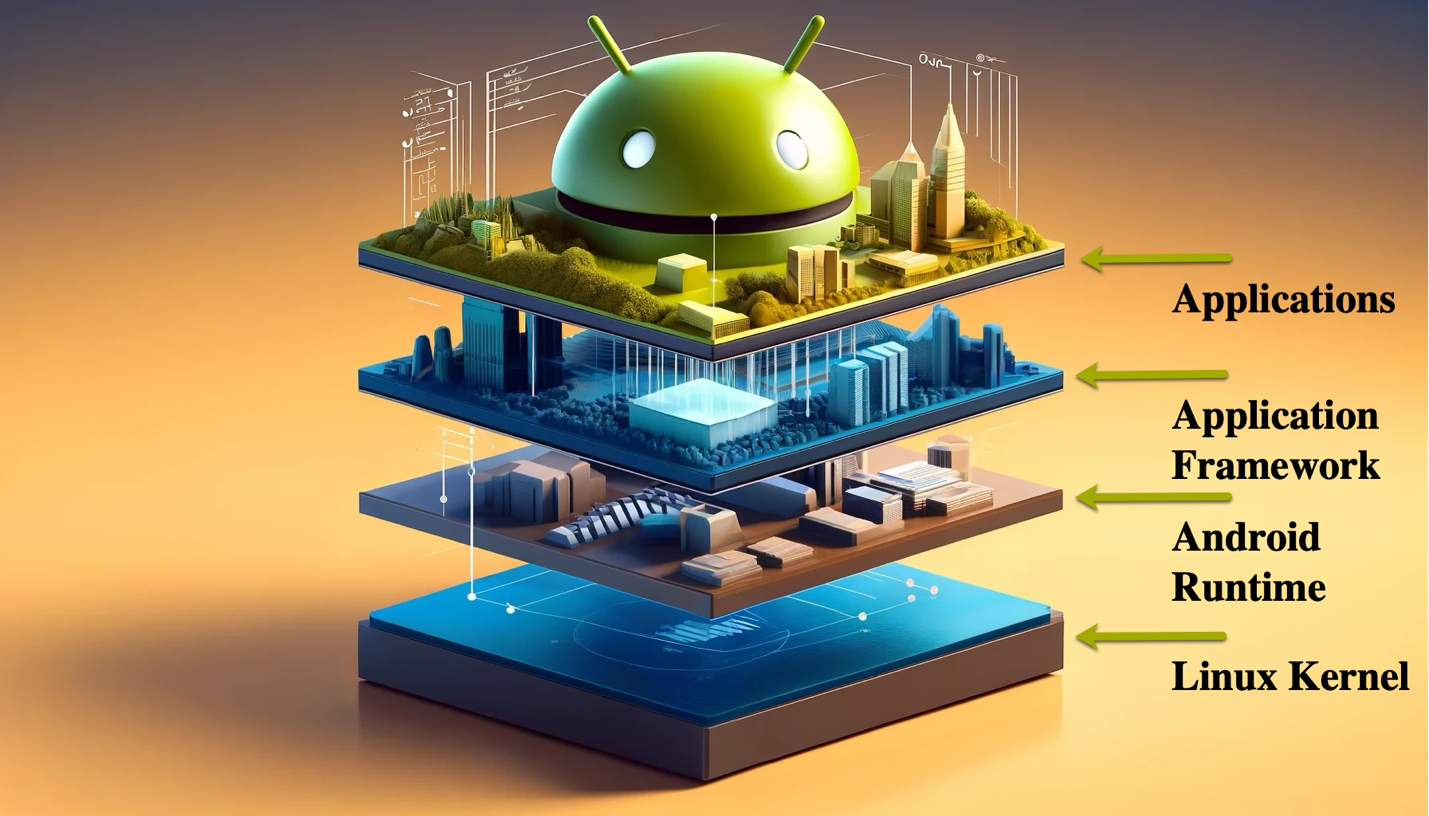 Applications
Application
Framework
Android
Runtime
Linux Kernel